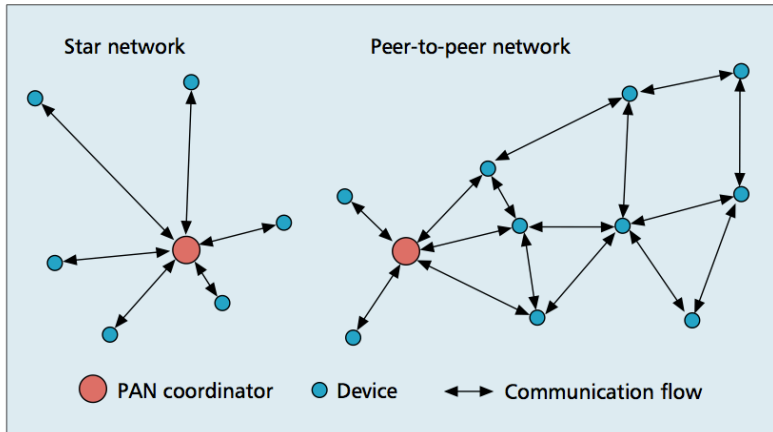 Star network
Peer-to-peer network
PAN coordinator
Device
Communication flow